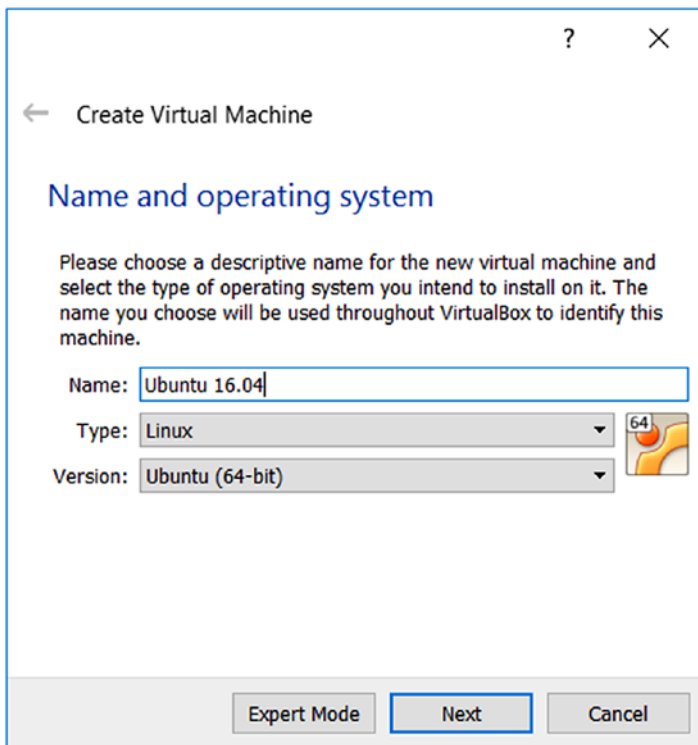 ?
Create Virtual Machine
Name and operating system
Please choose a descriptive name for the new virtual machine and
select the type of operating system you intend to install on it. The
name you choose will be used throughout VirtualBox to identify this
machine.
Name: Ubuntu 16.04
Type: Linux
64
Version: Ubuntu (64-bit)
Expert Mode Next Cancel